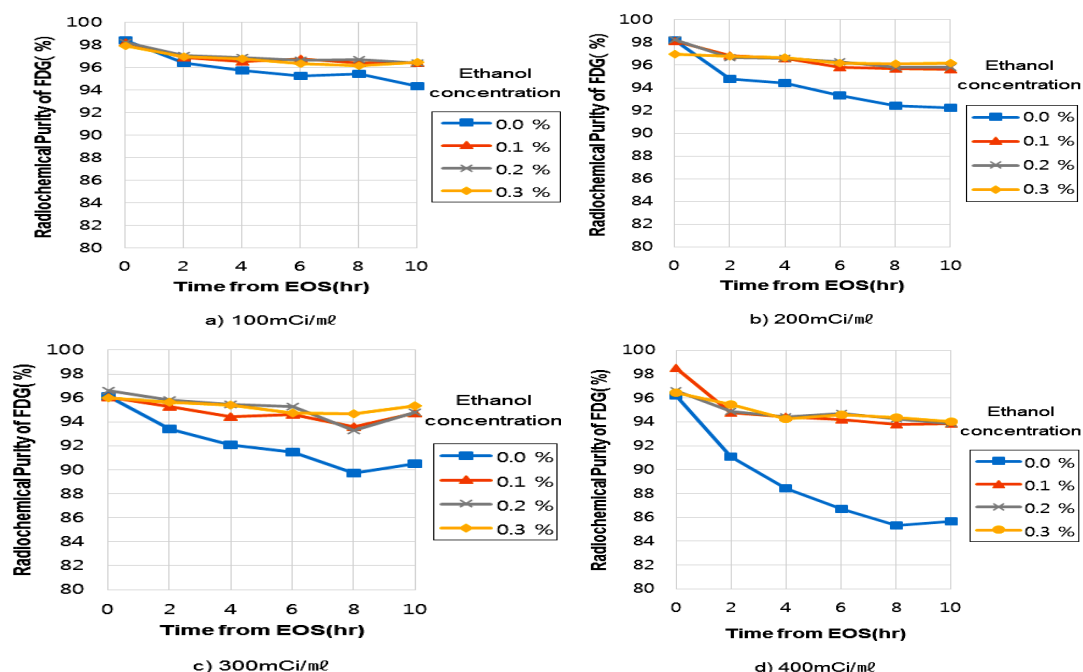 Radiochemical Purity of FDG( %)
100
98
96
94
92
90
88
86
84
82
80
0 2 4 6 8 10
Time from EOS(hr)
Ethanol
concentration
0.0 %
0.1 %
0.2 %
0.3 %
a) 100mCi/㎖
Radiochemical Purity of FDG( %)
100
98
96
94
92
90
88
86
84
82
80
0 2 4 6 8 10
Time from EOS(hr)
Ethanol
concentration
0.0 %
0.1 %
0.2 %
0.3 %
b) 200mCi/㎖
Radiochemical Purity of FDG( %)
100
98
96
94
92
90
88
86
84
82
80
0 2 4 6 8 10
Time from EOS(hr)
Ethanol
concentration
0.0 %
0.1 %
0.2 %
0.3 %
c) 300mCi/㎖
Radiochemical Purity of FDG( %)
100
98
96
94
92
90
88
86
84
82
80
0 2 4 6 8 10
Time from EOS(hr)
Ethanol
concentration
0.0 %
0.1 %
0.2 %
0.3 %
d) 400mCi/㎖